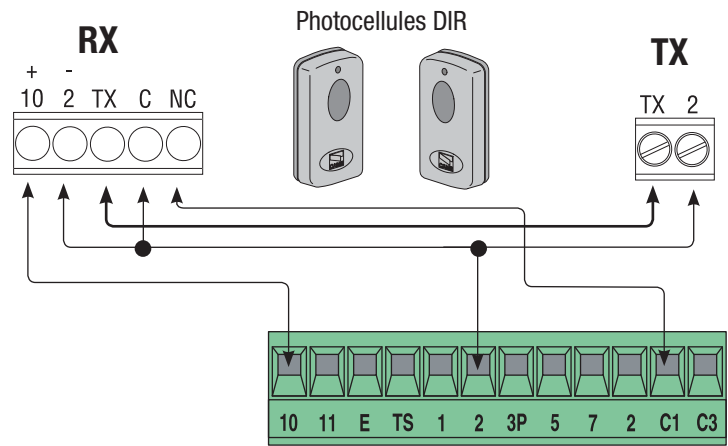 Photocellules DIR
RX
TX
+ -
10 2 TX C NC
TX 2
10 11 E TS 1 2 3P 5 7 2 C1 C3